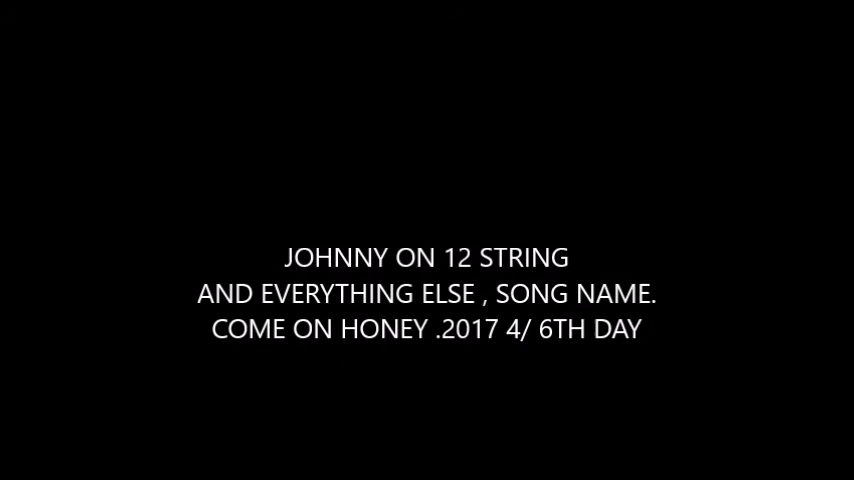 JOHNNY ON 12 STRING
AND EVERYTHING ELSE , SONG NAME.
COME ON HONEY .2017 4/ 6TH DAY